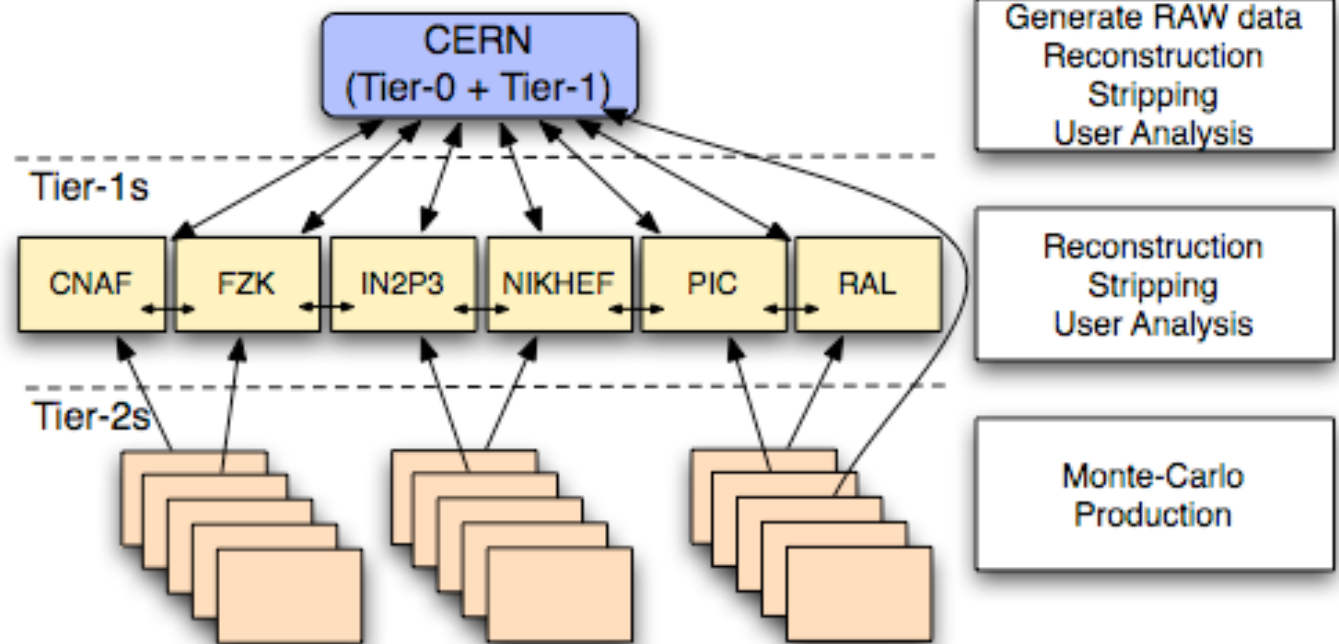 CERN
(Tier-0 + Tier-1)
Generate RAW data
Reconstruction
Stripping
User Analysis
Tier-1s
CNAF
FZK
IN2P3
NIKHEF
PIC
RAL
Reconstruction
Stripping
User Analysis
Tier-2s
Monte-Carlo
Production